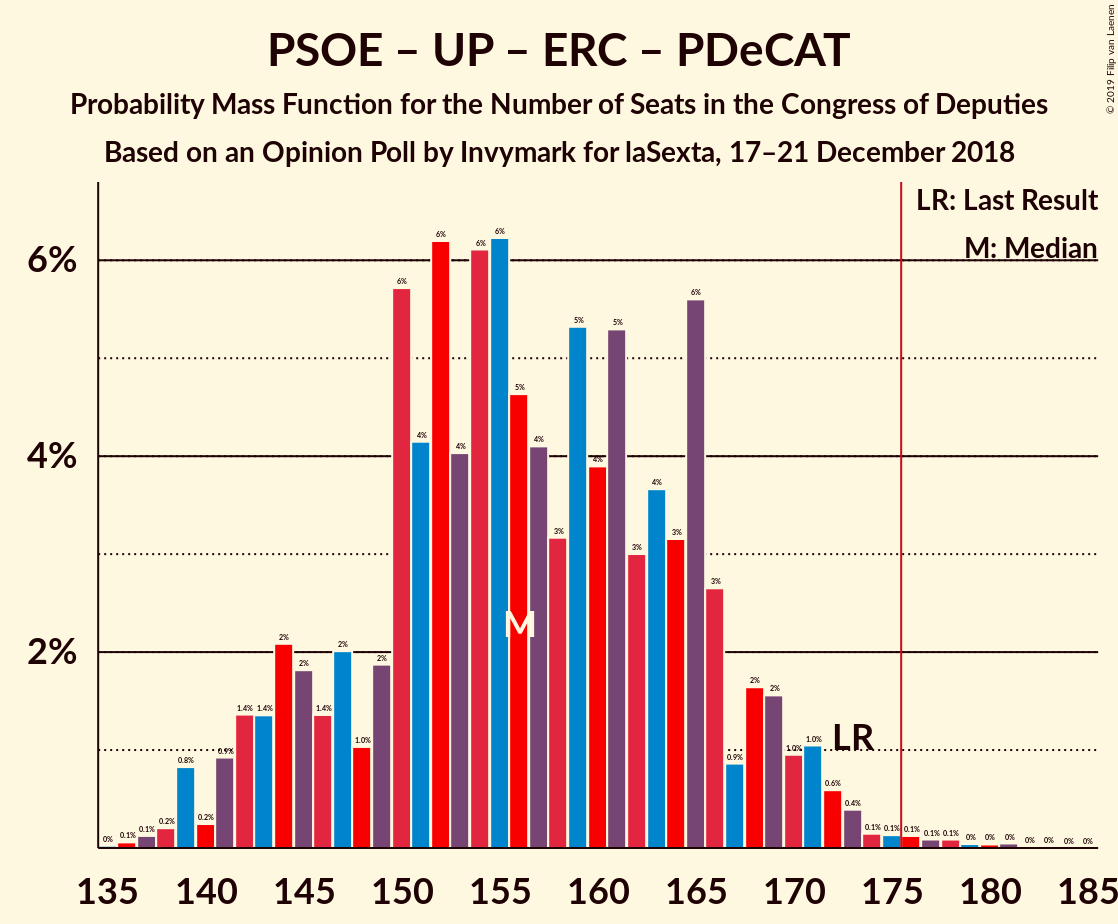 PSOE – UP – ERC – PDeCAT
Probability Mass Function for the Number of Seats in the Congress of Deputies
Based on an Opinion Poll by Invymark for laSexta, 17–21 December 2018
© 2019 Filip van Laenen
LR: Last Result
M: Median
6%
4%
2%
0% 0.1% 0.1% 0.2% 0.8% 0.2% 0.9% 1.4% 1.4% 2% 2% 1.4% 2% 1.0% 2% 6% 4% 6% 4% 6% 6% 5% 4% 3% 5% 4% 5% 3% 4% 3% 6% 3% 0.9% 2% 2% 1.0% 1.0% 0.6% 0.4% 0.1% 0.1% 0.1% 0.1% 0.1% 0% 0% 0% 0% 0% 0% 0%
M
LR
135 140 145 150 155 160 165 170 175 180 185